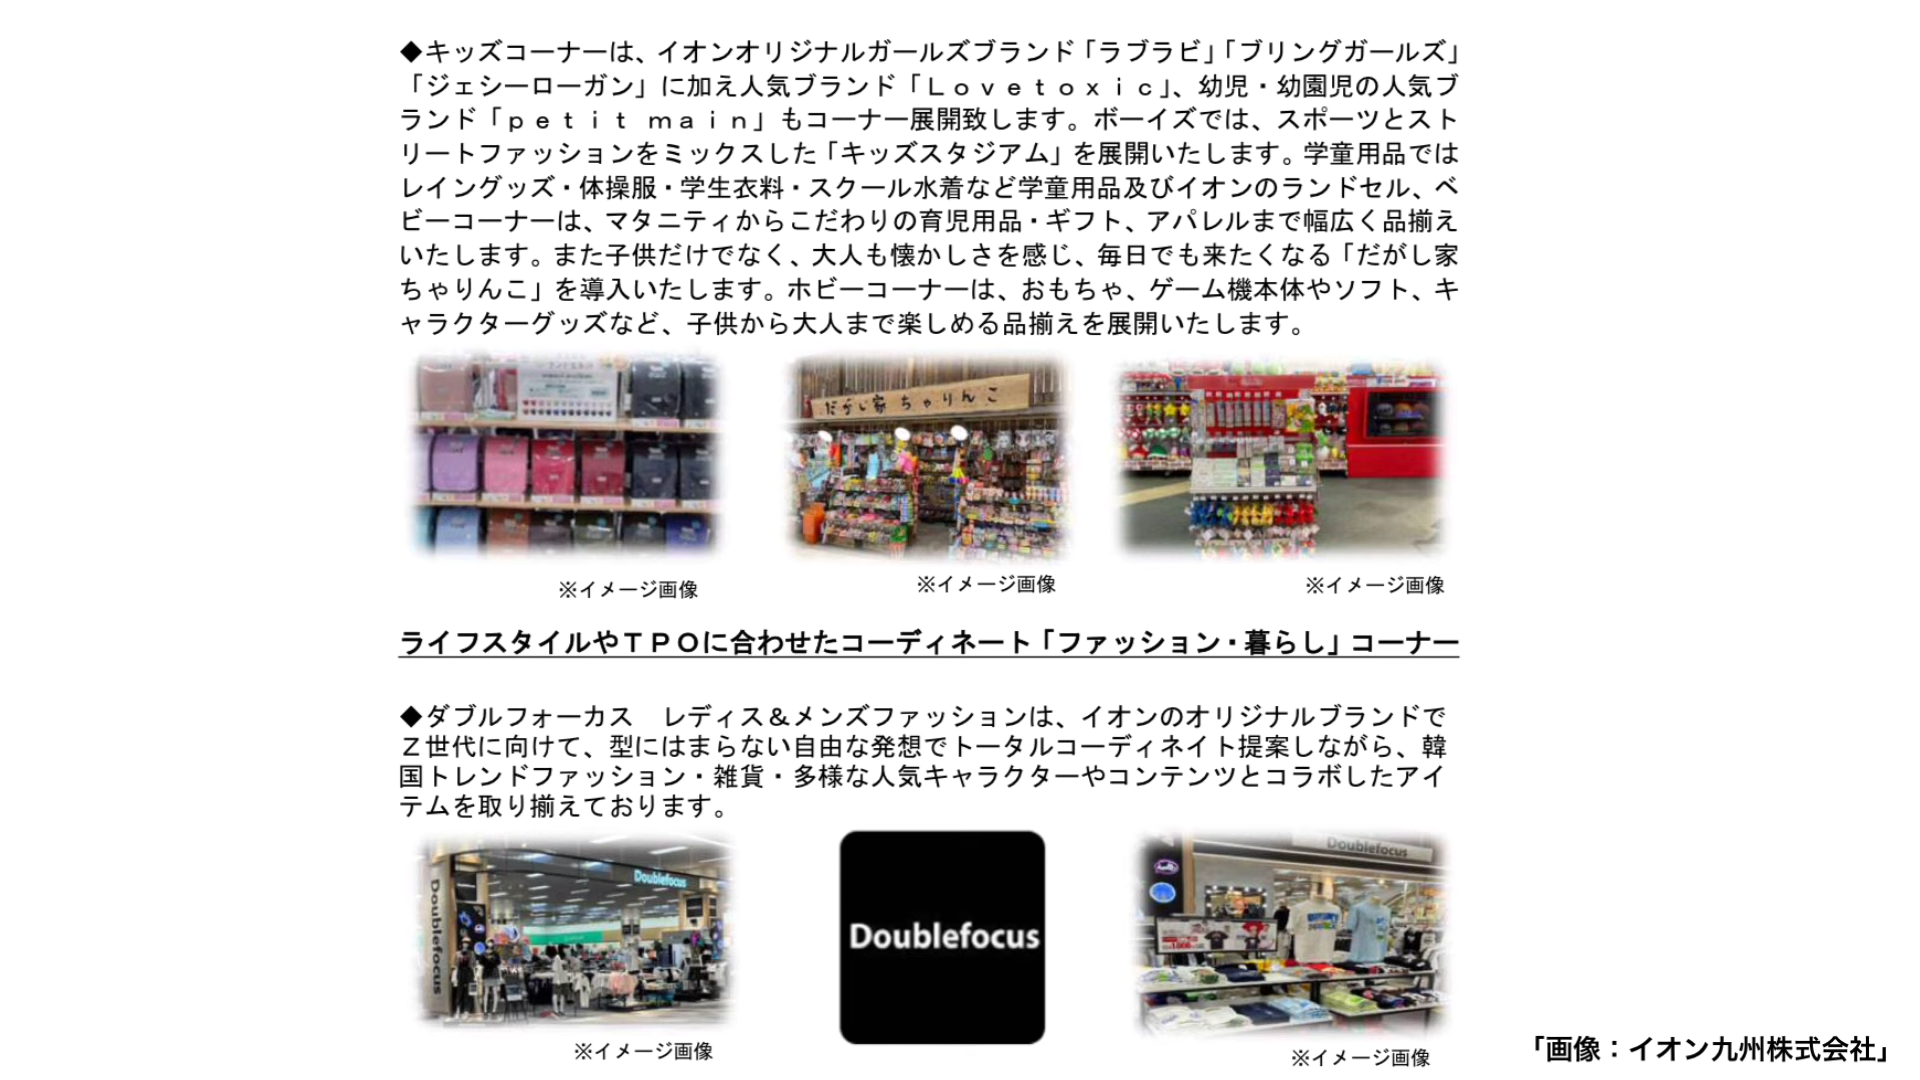 ◆キッズコーナーは、イオンオリジナルガールズブランド「ラブラビ」「ブリングガールズ」
「ジェシーローガン」に加え人気ブランド「Ｌｏｖｅｔｏｘｉｃ」、幼児・幼園児の人気ブ
ランド「ｐｅｔｉｔ ｍａｉｎ」もコーナー展開致します。ボーイズでは、スポーツとスト
リートファッションをミックスした「キッズスタジアム」を展開いたします。学童用品では
レイングッズ・体操服・学生衣料・スクール水着など学童用品及びイオンのランドセル、ベ
ビーコーナーは、マタニティからこだわりの育児用品・ギフト、アパレルまで幅広く品揃え
いたします。また子供だけでなく、大人も懐かしさを感じ、毎日でも来たくなる「だがし家
ちゃりんこ」を導入いたします。ホビーコーナーは、おもちゃ、ゲーム機本体やソフト、キ
ャラクターグッズなど、子供から大人まで楽しめる品揃えを展開いたします。
だがし家ちゃりんこ
※イメージ画像
※イメージ画像
※イメージ画像
ライフスタイルやＴＰＯに合わせたコーディネート「ファッション・暮らし」コーナー
◆ダブルフォーカス　レディス＆メンズファッションは、イオンのオリジナルブランドで
Ｚ世代に向けて、型にはまらない自由な発想でトータルコーディネイト提案しながら、韓
国トレンドファッション・雑貨・多様な人気キャラクターやコンテンツとコラボしたアイ
テムを取り揃えております。
Doublefocus
Doublefocus
Doublefocus
Doublefocus
※イメージ画像
※イメージ画像
「画像：イオン九州株式会社」